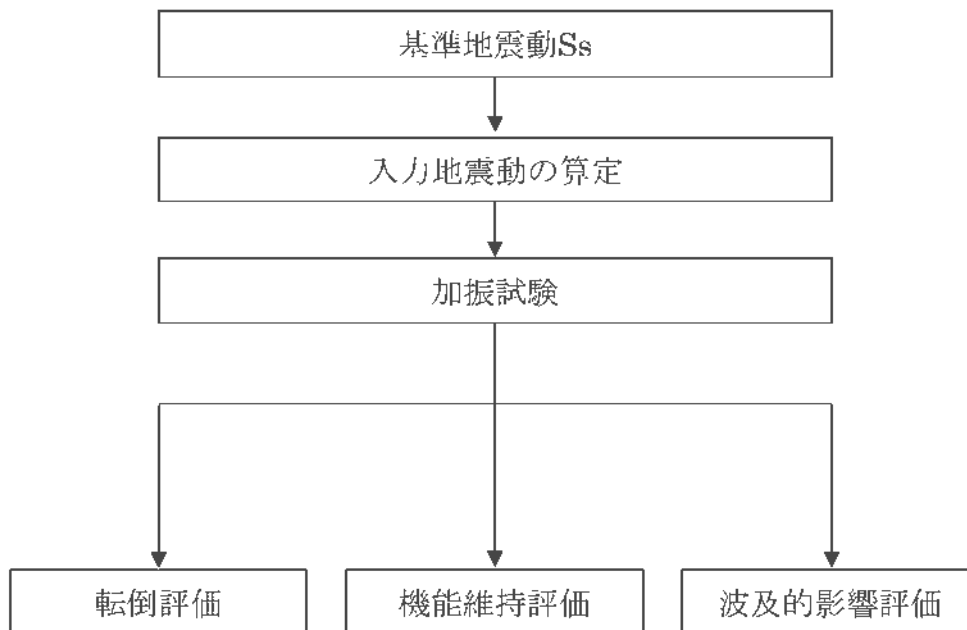 基準地震動Ss
入力地震動の算定
加振試験
転倒評価
機能維持評価
波及的影響評価